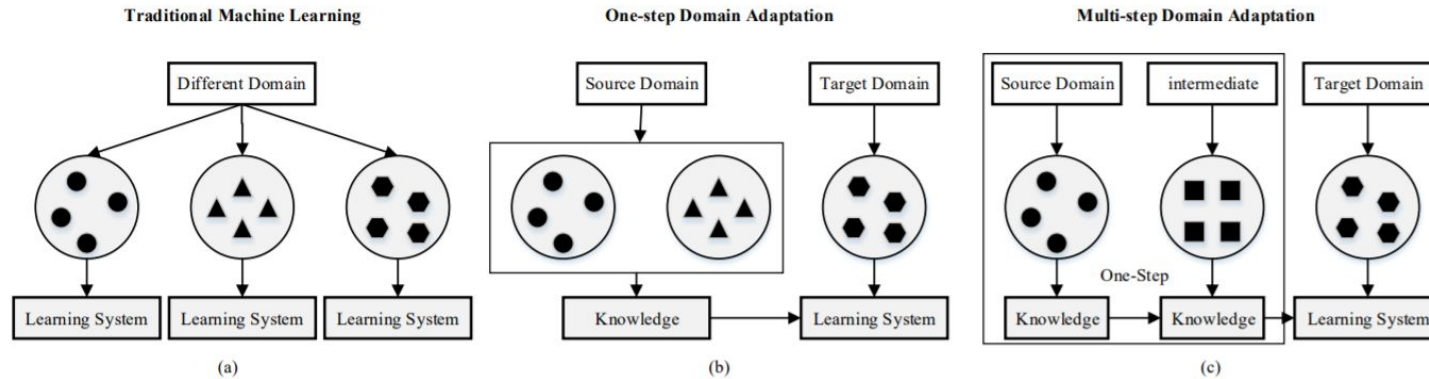 Traditional Machine Learning
One-step Domain Adaptation
Multi-step Domain Adaptation
Different Domain
Learning System
Learning System
Learning System
(a)
Source Domain
Target Domain
Knowledge
Learning System
(b)
Source Domain
intermediate
Target Domain
One-Step
Knowledge
Knowledge
Learning System
(c)